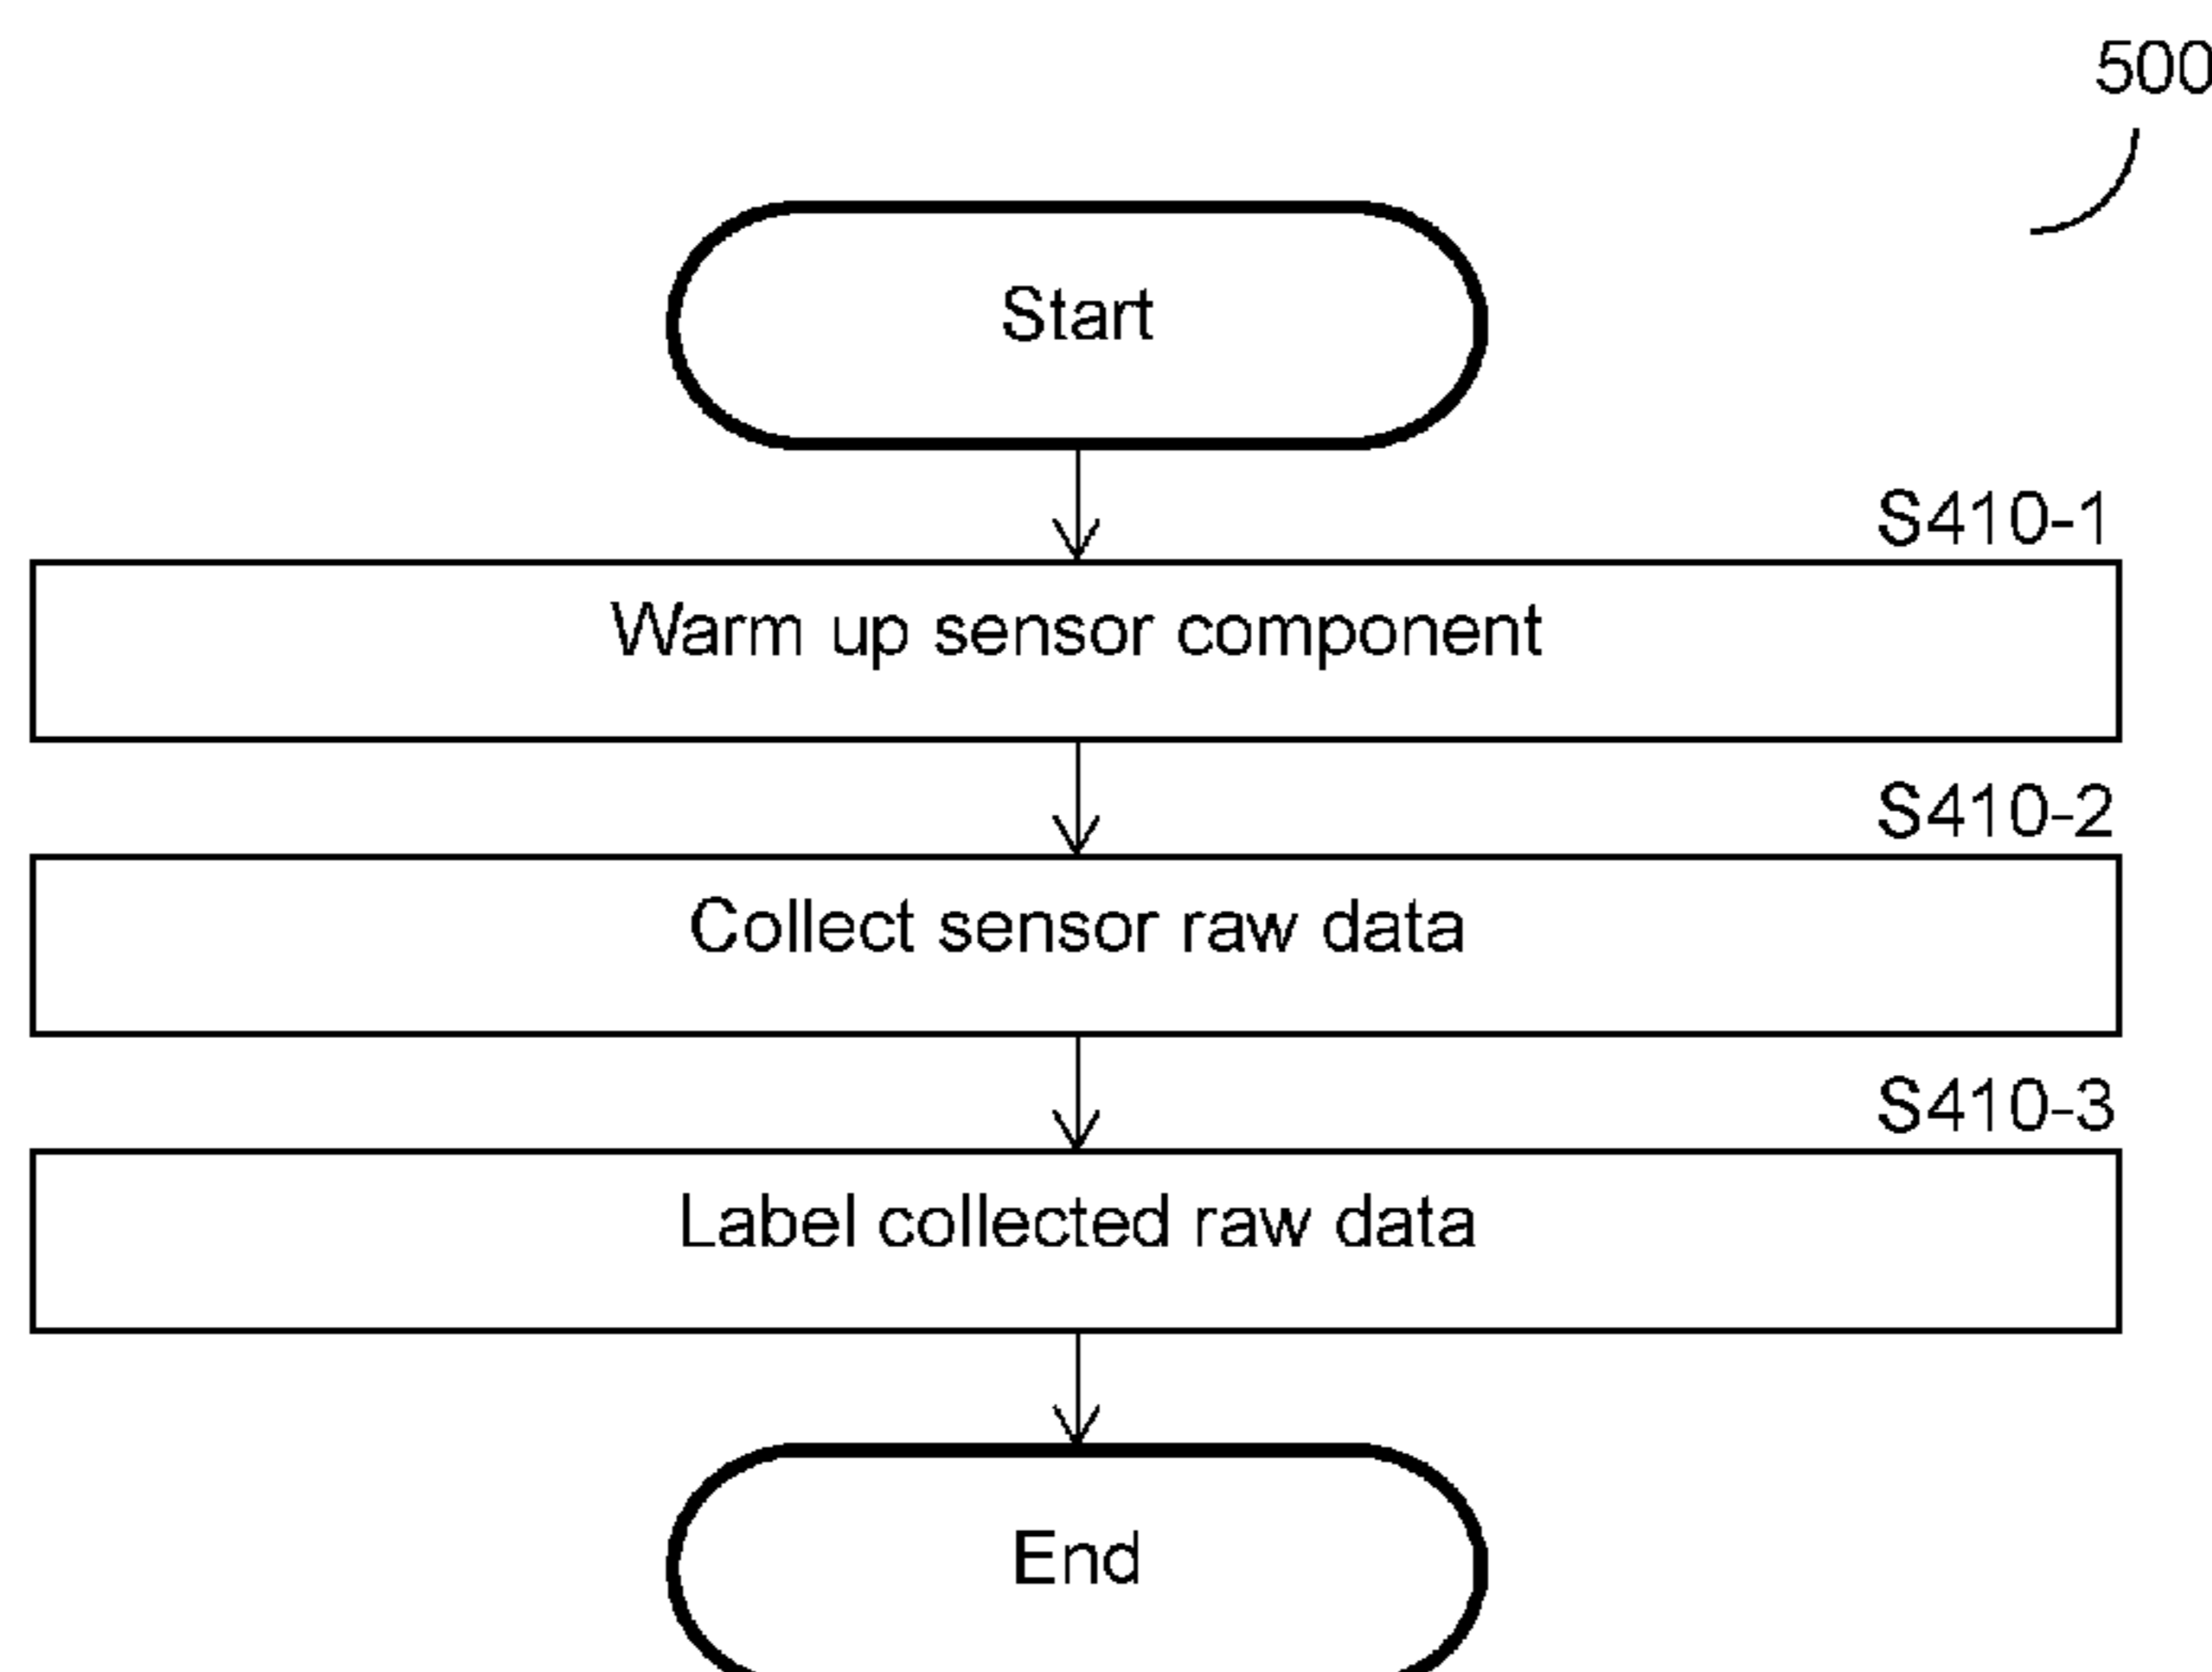 500
Start
S410-1
Warm up sensor component
S410-2
Collect sensor raw data
S410-3
Label collected raw data
End